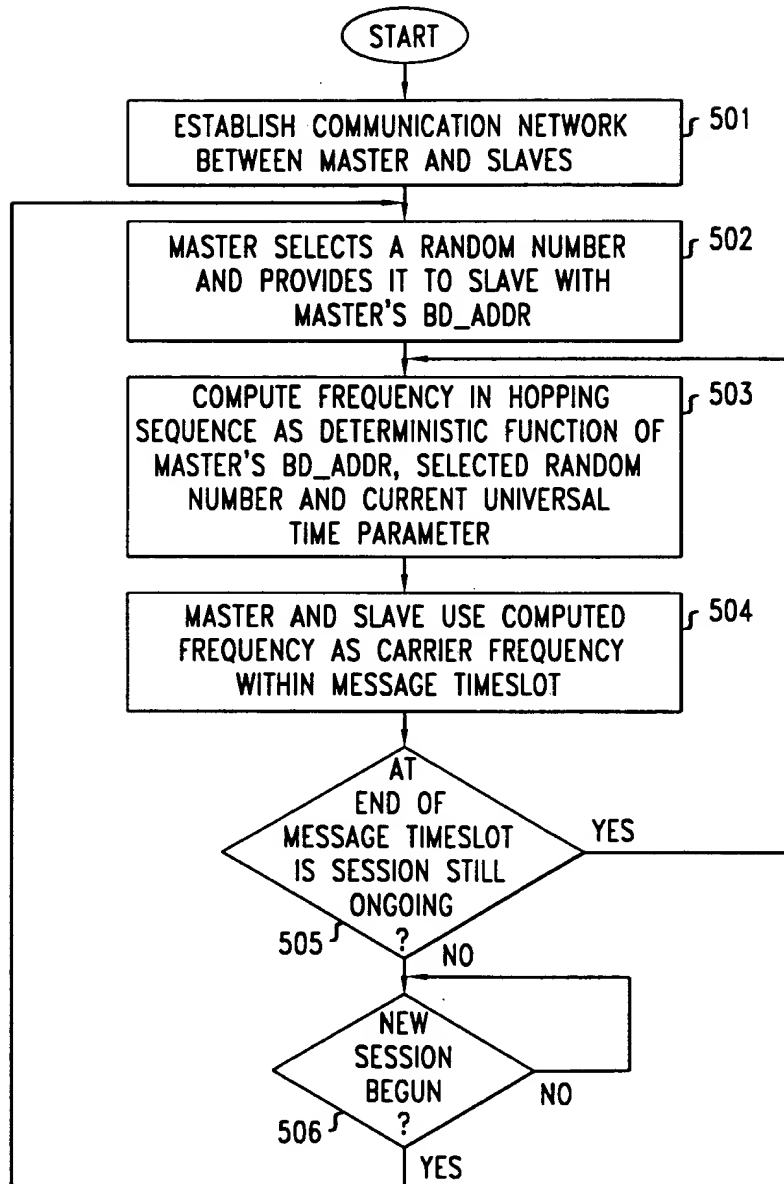 START
ESTABLISH COMMUNICATION NETWORK
BETWEEN MASTER AND SLAVES
501
MASTER SELECTS A RANDOM NUMBER
AND PROVIDES IT TO SLAVE WITH
MASTER'S BD_ADDR
502
COMPUTE FREQUENCY IN HOPPING
SEQUENCE AS DETERMINISTIC FUNCTION OF
MASTER'S BD_ADDR, SELECTED RANDOM
NUMBER AND CURRENT UNIVERSAL
TIME PARAMETER
503
MASTER AND SLAVE USE COMPUTED
FREQUENCY AS CARRIER FREQUENCY
WITHIN MESSAGE TIMESLOT
504
AT
END OF
MESSAGE TIMESLOT
IS SESSION STILL
ONGOING
?
505
YES
NO
NEW
SESSION
BEGUN
?
506
NO
YES